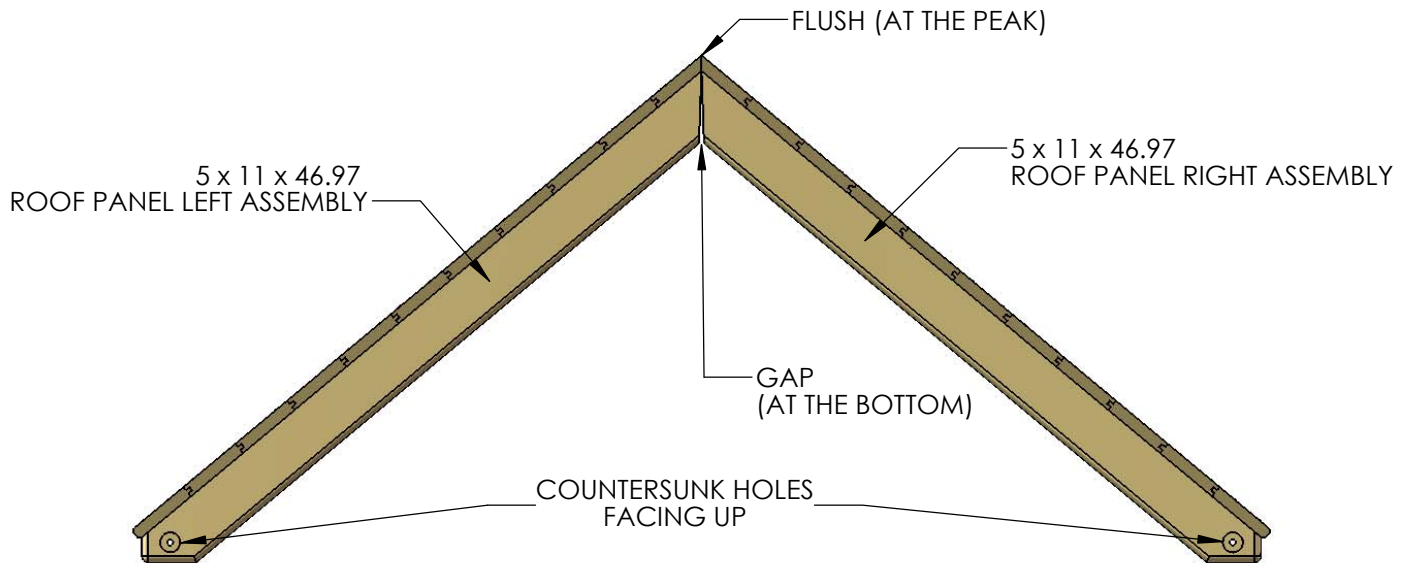 FLUSH (AT THE PEAK)
5 x 11 x 46.97
ROOF PANEL LEFT ASSEMBLY
5 x 11 x 46.97
ROOF PANEL RIGHT ASSEMBLY
GAP
(AT THE BOTTOM)
COUNTERSUNK HOLES
FACING UP